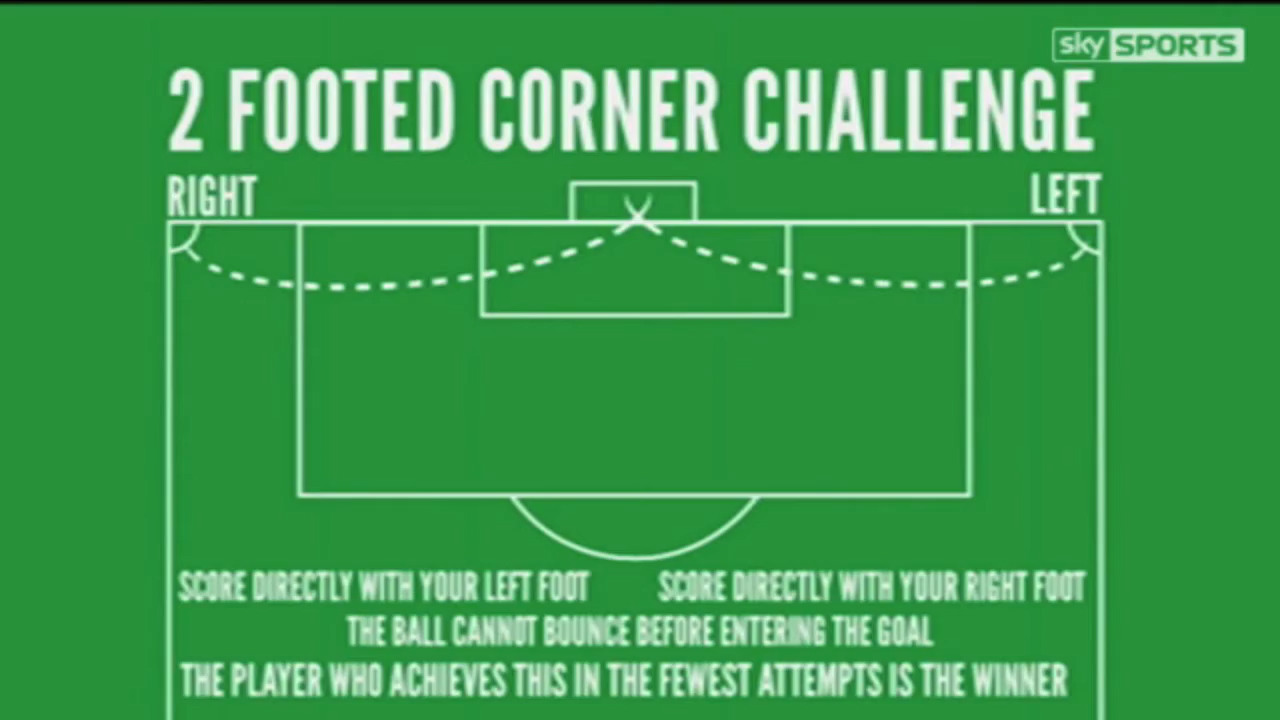 sky SPORTS
2 FOOTED CORNER CHALLENGE
RIGHT LEFT
SCORE DIRECTLY WITH YOUR LEFT FOOT SCORE DIRECTLY WITH YOUR RIGHT FOOT
THE BALL CANNOT BOUNCE BEFORE ENTERING THE GOAL
THE PLAYER WHO ACHIEVES THIS IN THE FEWEST ATTEMPTS IS THE WINNER